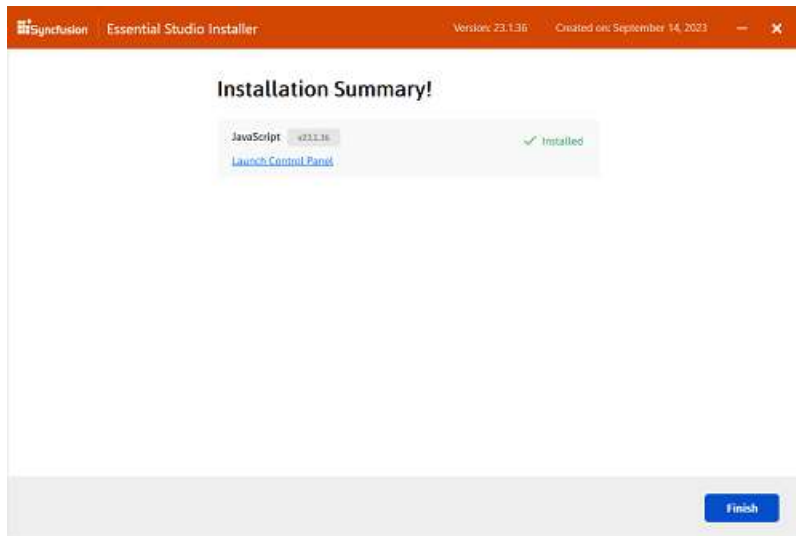 Syncfusion Essential Studio Installer Version: 23.1.36 Created on: September 14, 2023
Installation Summary!
JavaScript v23.1.36 Installed
Launch Control Panel
Finish